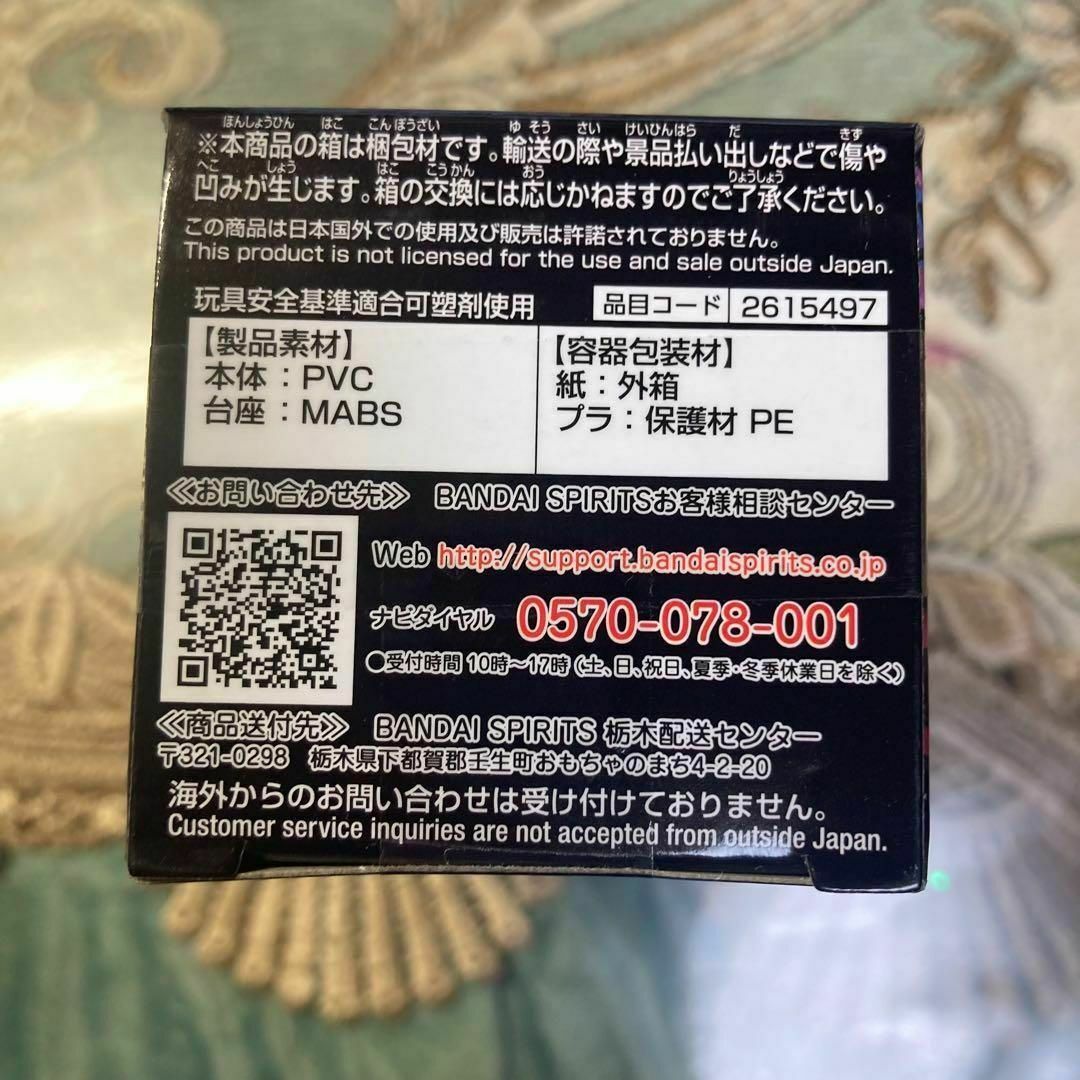 ※本商品の箱は梱包材です。輸送の際や景品払い出しなどで傷や
凹みが生じます。箱の交換には応じかねますのでご了承ください。
この商品は日本国外での使用及び販売は許諾されておりません。
This product is not licensed for the use and sale outside Japan.
玩具安全基準適合可塑剤使用 品目コード 2615497
【製品素材】
本体：PVC
台座：MABS
【容器包装材】
紙：外箱
プラ：保護材 PE
≪お問い合わせ先≫ BANDAI SPIRITSお客様相談センター
Web http://support.bandaispirits.co.jp
ナビダイヤル 0570-078-001
●受付時間 10時～17時（土、日、祝日、夏季・冬季休業日を除く）
≪商品送付先≫ BANDAI SPIRITS 栃木配送センター
〒321-0298 栃木県下都賀郡壬生町おもちゃのまち4-2-20
海外からのお問い合わせは受け付けておりません。
Customer service inquiries are not accepted from outside Japan.